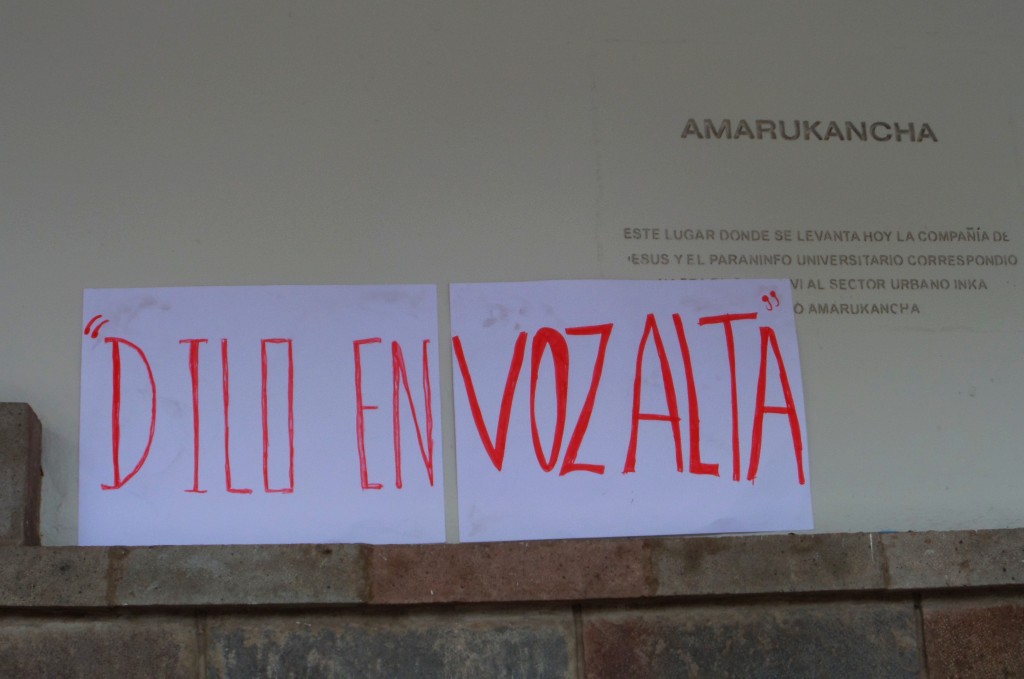 AMARUKANCHA
ESTE LUGAR DONDE SE LEVANTA HOY LA COMPAÑÍA DE
ESUS Y EL PARANINFO UNIVERSITARIO CORRESPONDIO
VI AL SECTOR URBANO INKA
O AMARUKANCHA
"DILO EN VOZ ALTA"